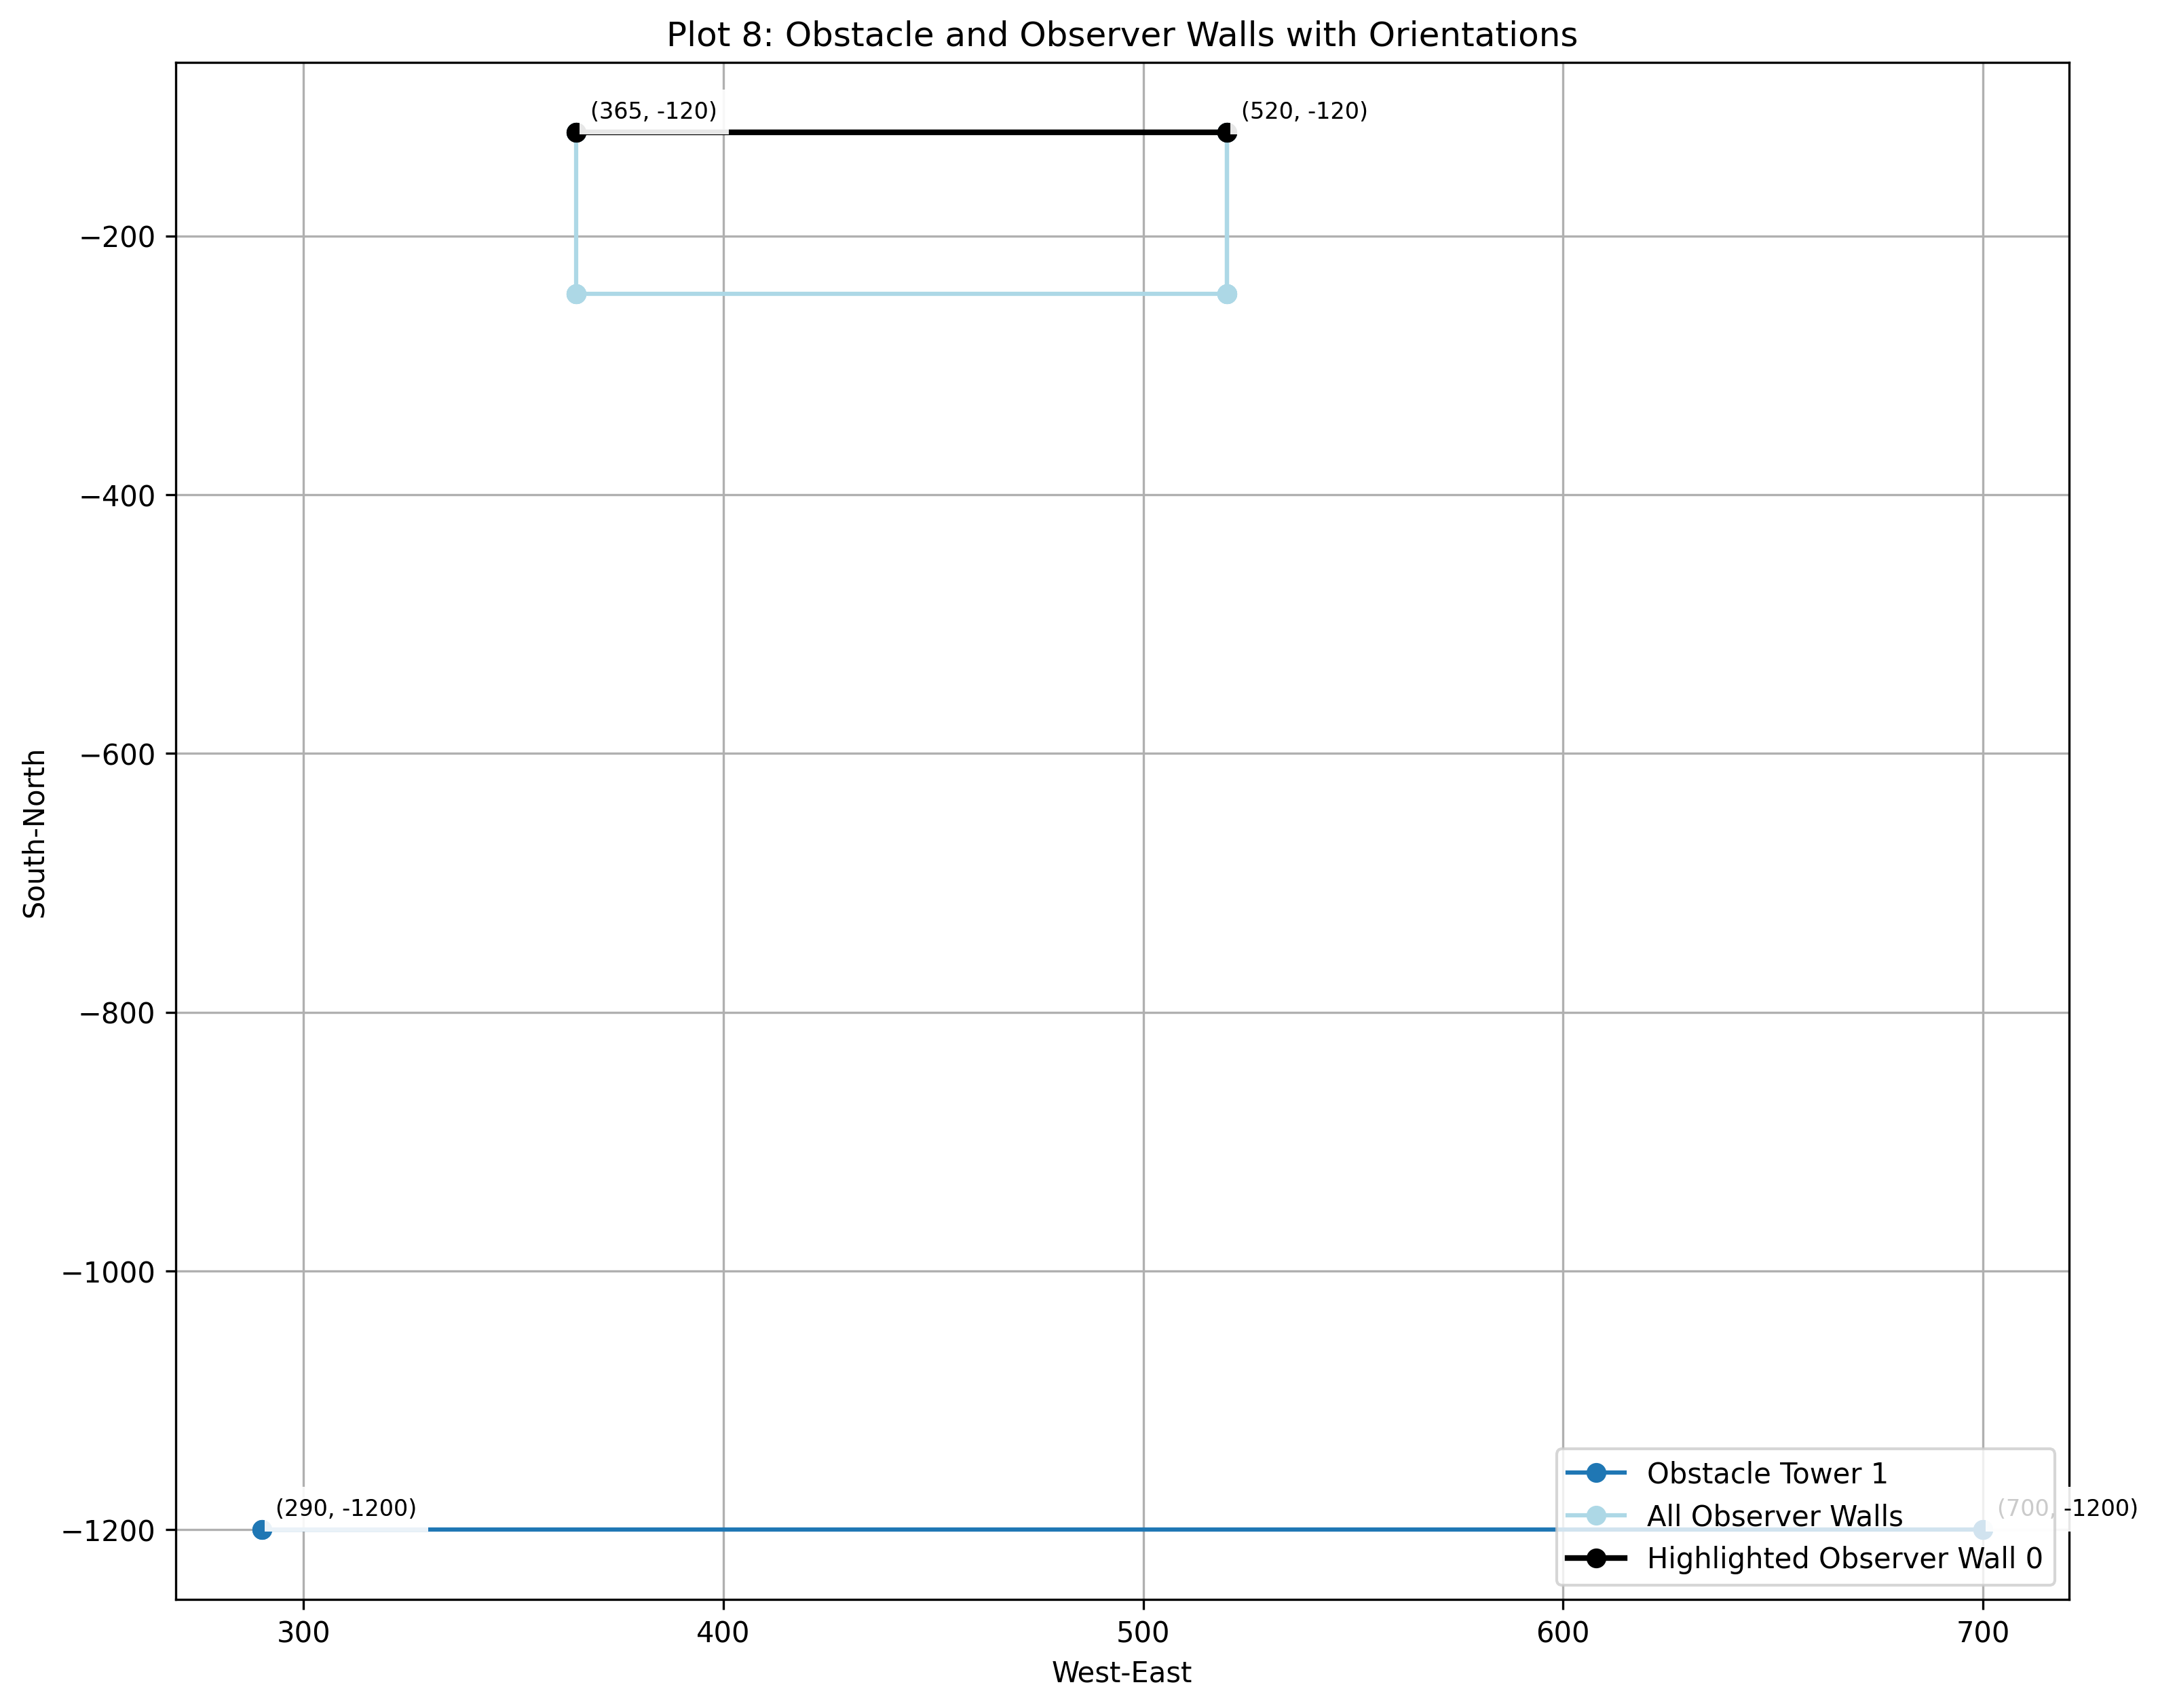 Plot 8: Obstacle and Observer Walls with Orientations
(365, -120)
(520, -120)
−200
−400
−600
−800
−1000
−1200
South-North
(290, -1200)
(700, -1200)
Obstacle Tower 1
All Observer Walls
Highlighted Observer Wall 0
300
400
500
600
700
West-East